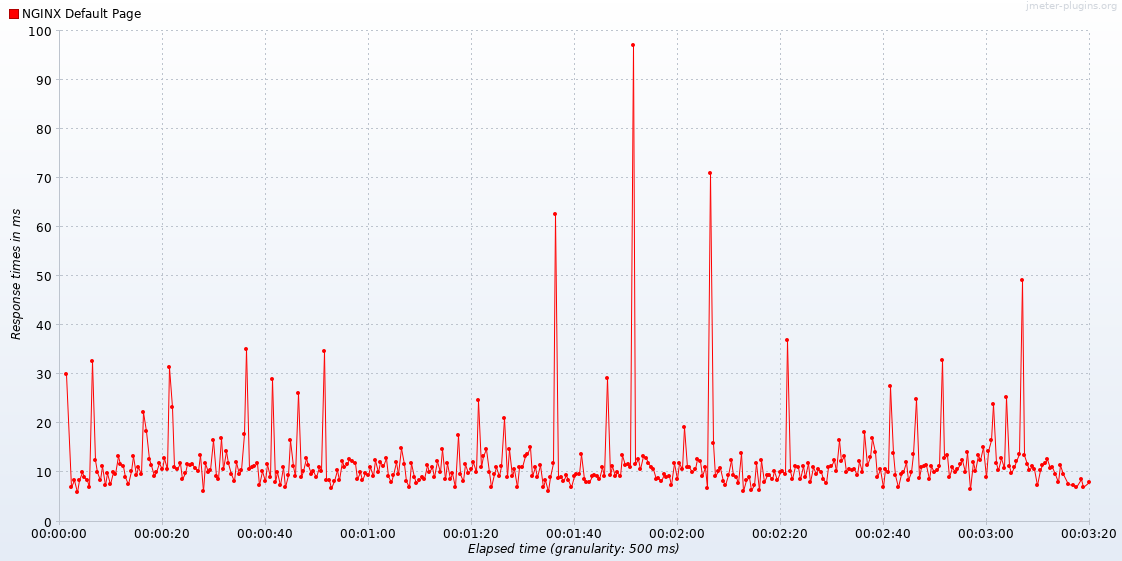 jmeter-plugins.org
NGINX Default Page
100
90
80
70
60
50
40
30
20
10
0
Response times in ms
00:00:00 00:00:20 00:00:40 00:01:00 00:01:20 00:01:40 00:02:00 00:02:20 00:02:40 00:03:00 00:03:20
Elapsed time (granularity: 500 ms)